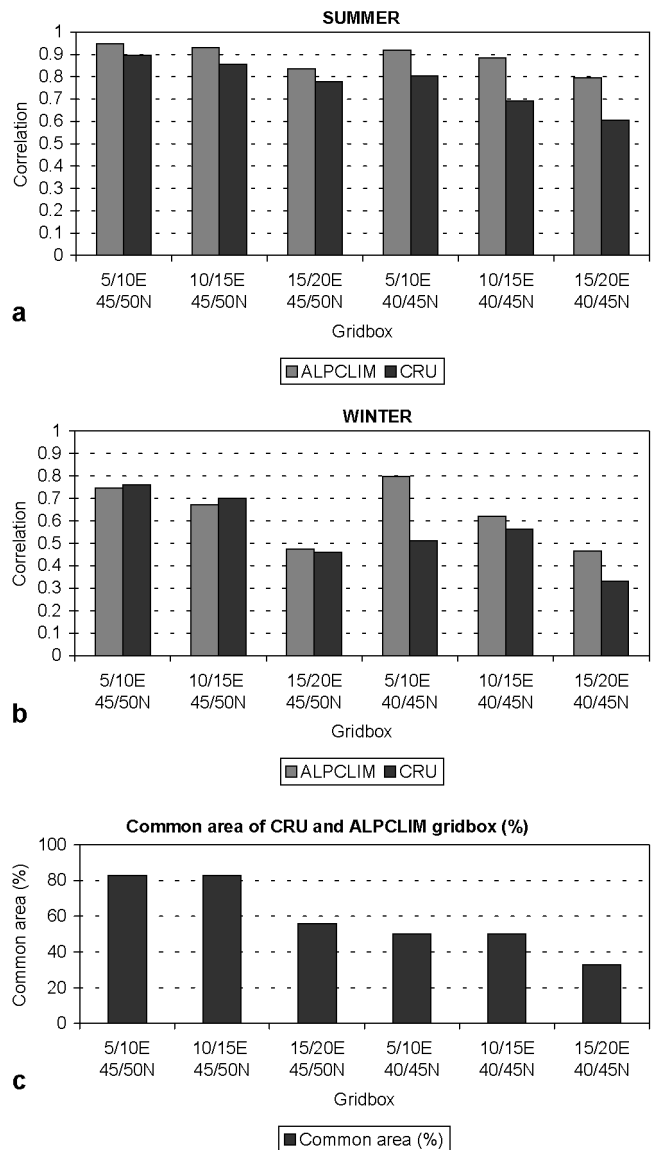 SUMMER
1
0.9
0.8
0.7
0.6
0.5
0.4
0.3
0.2
0.1
0
Correlation
5/10E 10/15E 15/20E 5/10E 10/15E 15/20E
45/50N 45/50N 45/50N 40/45N 40/45N 40/45N
a
Gridbox
ALPCLIM CRU
WINTER
1
0.9
0.8
0.7
0.6
0.5
0.4
0.3
0.2
0.1
0
Correlation
5/10E 10/15E 15/20E 5/10E 10/15E 15/20E
45/50N 45/50N 45/50N 40/45N 40/45N 40/45N
b
Gridbox
ALPCLIM CRU
Common area of CRU and ALPCLIM gridbox (%)
100
80
60
40
20
0
Common area (%)
5/10E 10/15E 15/20E 5/10E 10/15E 15/20E
45/50N 45/50N 45/50N 40/45N 40/45N 40/45N
c
Gridbox
Common area (%)